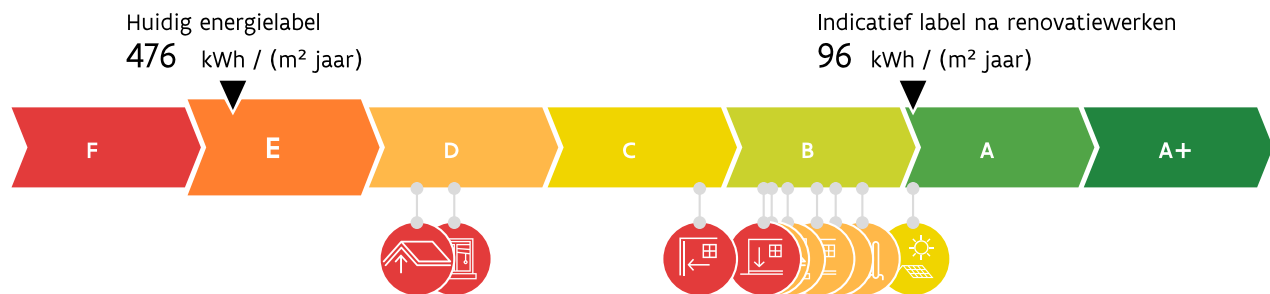 Huidig energielabel
476 kWh / (m² jaar)
Indicatief label na renovatiewerken
96 kWh / (m² jaar)
F E D C B A A+